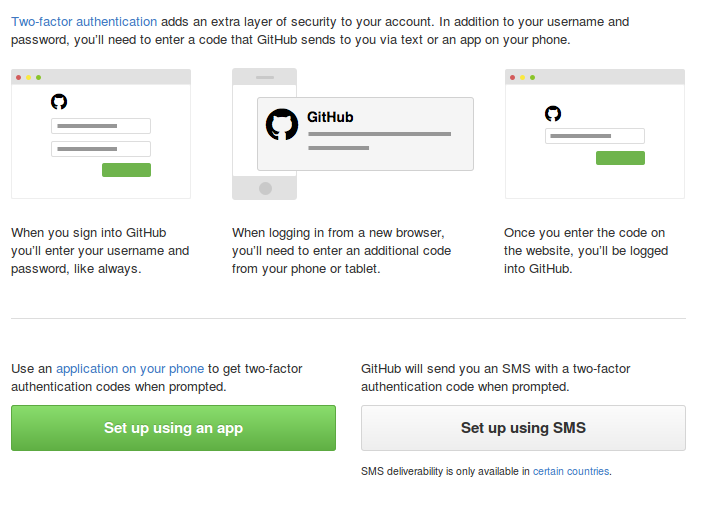 Two-factor authentication adds an extra layer of security to your account. In addition to your username and
password, you'll need to enter a code that GitHub sends to you via text or an app on your phone.
GitHub
When you sign into GitHub
you'll enter your username and
password, like always.
When logging in from a new browser,
you'll need to enter an additional code
from your phone or tablet.
Once you enter the code on
the website, you'll be logged
into GitHub.
Use an application on your phone to get two-factor
authentication codes when prompted.
Set up using an app
GitHub will send you an SMS with a two-factor
authentication code when prompted.
Set up using SMS
SMS deliverability is only available in certain countries.